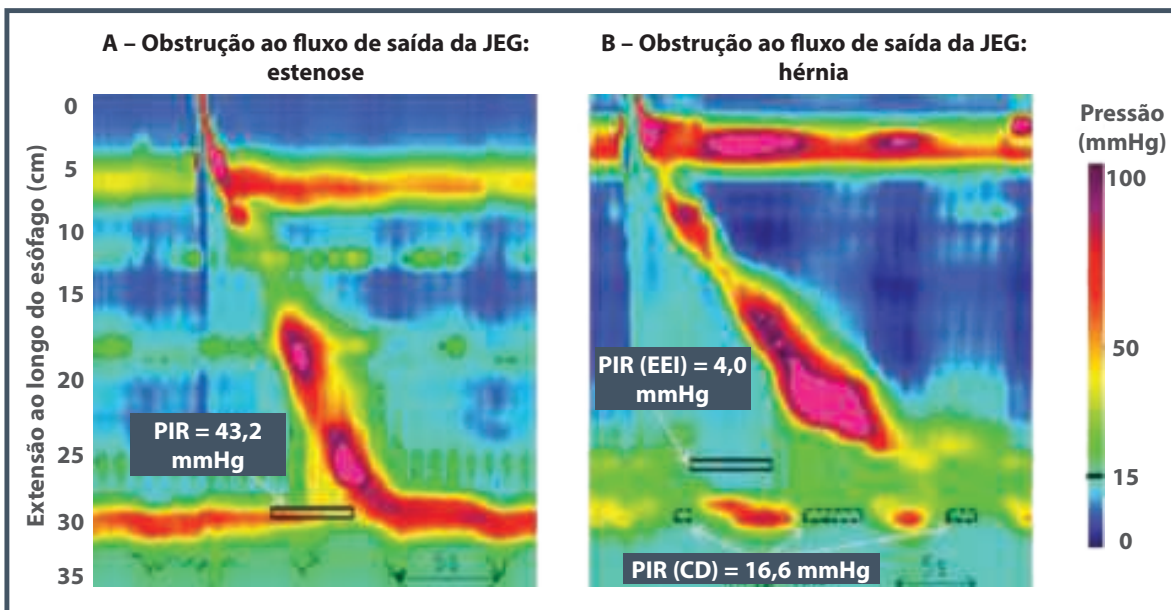 A – Obstrução ao fluxo de saída da JEG:
estenose
B – Obstrução ao fluxo de saída da JEG:
hérnia
Extensão ao longo do esôfago (cm)
0
5
10
15
20
25
30
35
PIR = 43,2
mmHg
5s
PIR (EEI) = 4,0
mmHg
PIR (CD) = 16,6 mmHg
5s
Pressão
(mmHg)
100
50
15
0